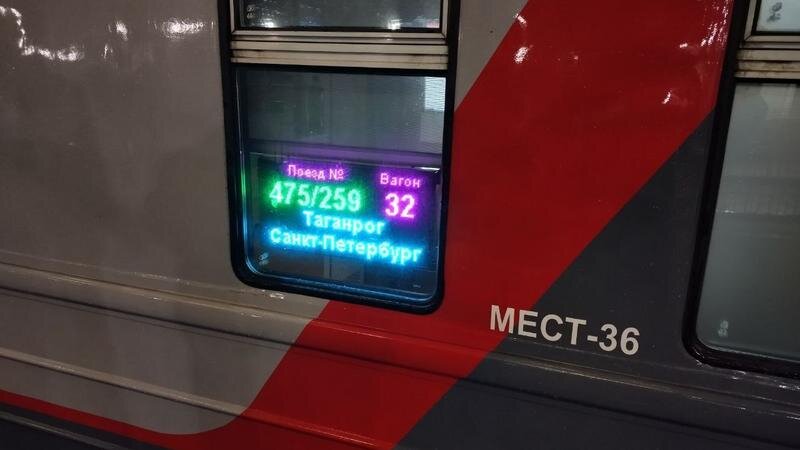 Поезд № Вагон
475/259 32
Таганрог
Санкт-Петербург
МЕСТ-36